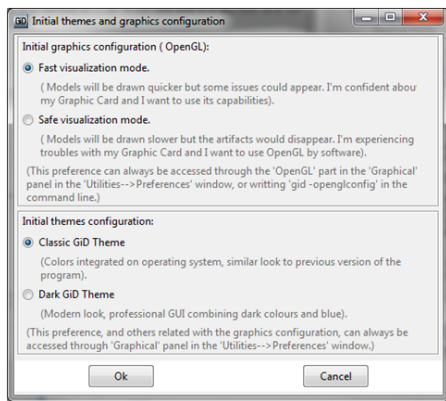 GiD Initial themes and graphics configuration
Initial graphics configuration ( OpenGL):
Fast visualization mode.
( Models will be drawn quicker but some issues could appear. I'm confident abou
my Graphic Card and I want to use its capabilities).
Safe visualization mode.
( Models will be drawn slower but the artifacts would disappear. I'm experiencing
troubles with my Graphic Card and I want to use OpenGL by software).
(This preference can always be accessed through the 'OpenGL' part in the 'Graphical'
panel in the 'Utilities-->Preferences' window, or writting 'gid -openglconfig' in the
command line.)
Initial themes configuration:
Classic GiD Theme
(Colors integrated on operating system, similar look to previous version of the
program).
Dark GiD Theme
(Modern look, professional GUI combining dark colours and blue).
(This preference, and others related with the graphics configuration, can always be
accessed through 'Graphical' panel in the 'Utilities-->Preferences' window.)
Ok Cancel